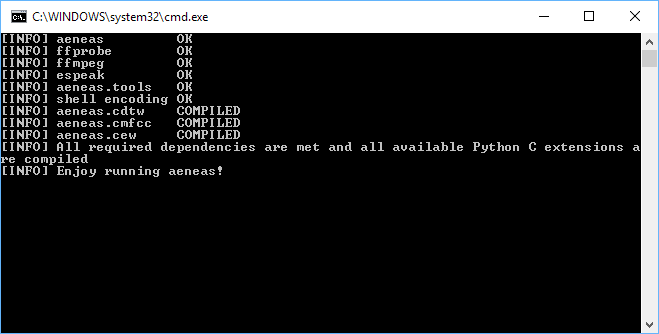 C:\WINDOWS\system32\cmd.exe
[INFO] aeneas         OK
[INFO] ffprobe        OK
[INFO] ffmpeg         OK
[INFO] espeak         OK
[INFO] aeneas.tools   OK
[INFO] shell encoding OK
[INFO] aeneas.cdtw    COMPILED
[INFO] aeneas.cmfcc   COMPILED
[INFO] aeneas.cew     COMPILED
[INFO] All required dependencies are met and all available Python C extensions a
re compiled
[INFO] Enjoy running aeneas!